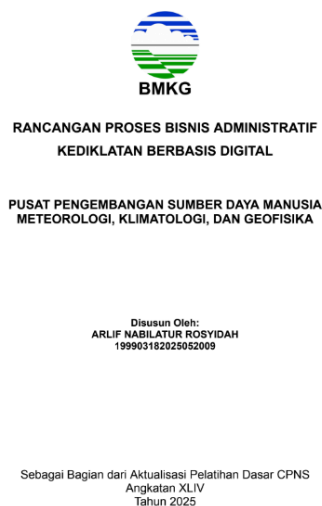 BMKG
RANCANGAN PROSES BISNIS ADMINISTRATIF
KEDIKLATAN BERBASIS DIGITAL
PUSAT PENGEMBANGAN SUMBER DAYA MANUSIA
METEOROLOGI, KLIMATOLOGI, DAN GEOFISIKA
Disusun Oleh:
ARLIF NABILATUR ROSYIDAH
199903182025052009
Sebagai Bagian dari Aktualisasi Pelatihan Dasar CPNS
Angkatan XLIV
Tahun 2025